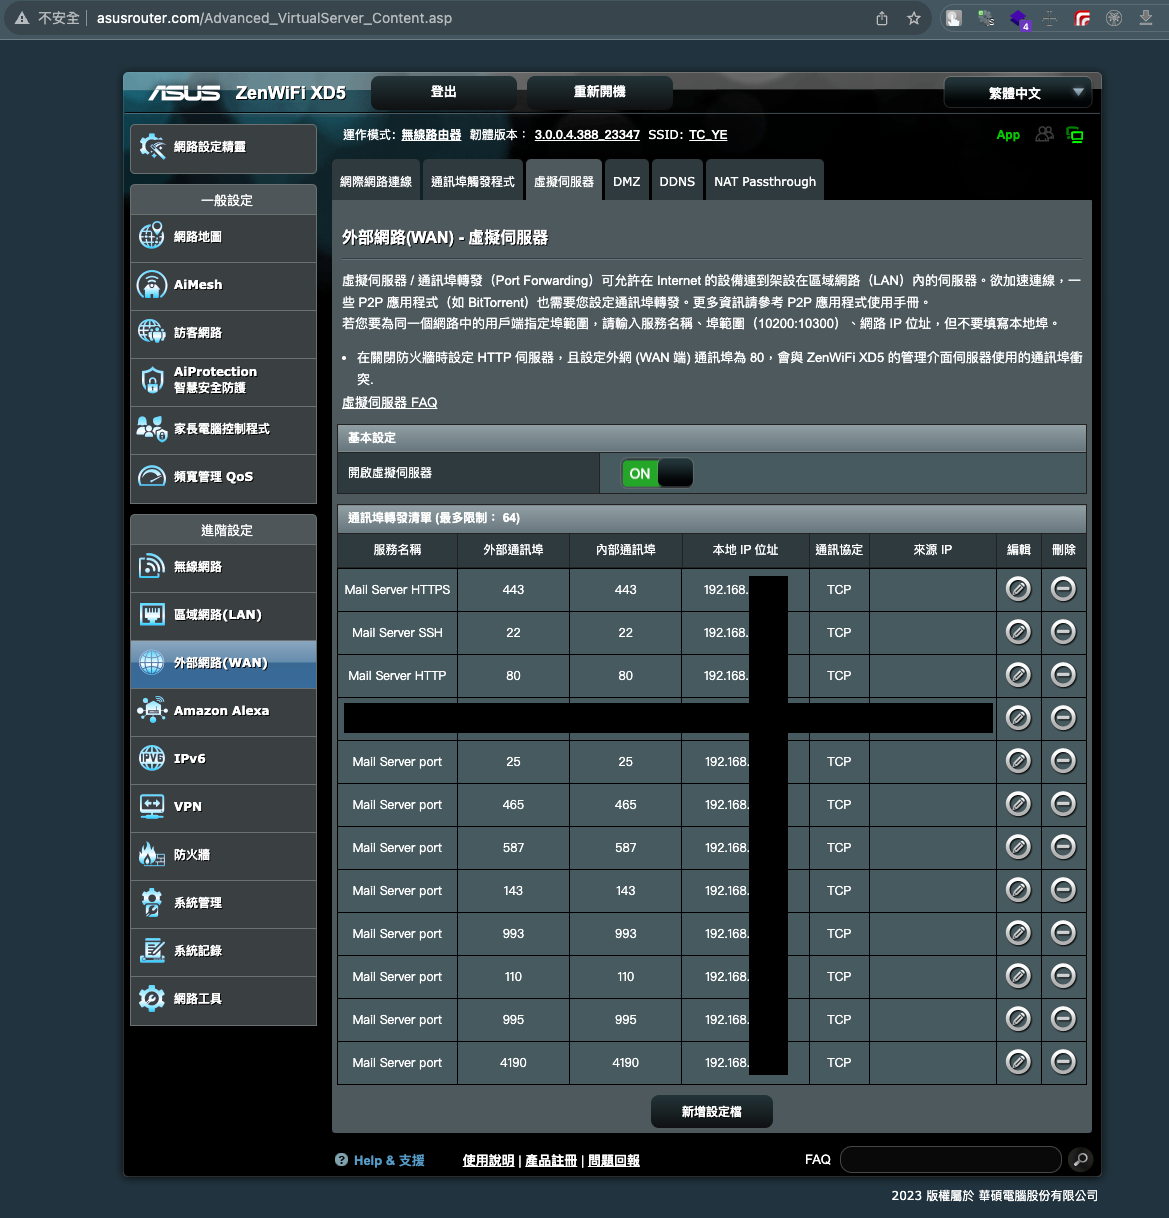 不安全 | asusrouter.com/Advanced_VirtualServer_Content.asp
4
ASUS ZenWiFi XD5 登出 重新開機 繁體中文
運作模式: 無線路由器 韌體版本： 3.0.0.4.388_23347 SSID: TC_YE App
網路設定精靈
一般設定
網路地圖
AiMesh
訪客網路
AiProtection
智慧安全防護
家長電腦控制程式
頻寬管理 QoS
進階設定
無線網路
區域網路(LAN)
外部網路(WAN)
Amazon Alexa
IPv6
VPN
防火牆
系統管理
系統記錄
網路工具
網際網路連線 通訊埠觸發程式 虛擬伺服器 DMZ DDNS NAT Passthrough
外部網路(WAN) - 虛擬伺服器
虛擬伺服器 / 通訊埠轉發（Port Forwarding）可允許在 Internet 的設備連到架設在區域網路（LAN）內的伺服器。欲加速連線，一
些 P2P 應用程式（如 BitTorrent）也需要您設定通訊埠轉發。更多資訊請參考 P2P 應用程式使用手冊。
若您要為同一個網路中的用戶端指定埠範圍，請輸入服務名稱、埠範圍（10200:10300）、網路 IP 位址，但不要填寫本地埠。
• 在關閉防火牆時設定 HTTP 伺服器，且設定外網 (WAN 端) 通訊埠為 80，會與 ZenWiFi XD5 的管理介面伺服器使用的通訊埠衝
突.
虛擬伺服器 FAQ
基本設定
開啟虛擬伺服器 ON
通訊埠轉發清單 (最多限制： 64)
服務名稱 外部通訊埠 內部通訊埠 本地 IP 位址 通訊協定 來源 IP 編輯 刪除
Mail Server HTTPS 443 443 192.168. TCP
Mail Server SSH 22 22 192.168. TCP
Mail Server HTTP 80 80 192.168. TCP
Mail Server port 25 25 192.168. TCP
Mail Server port 465 465 192.168. TCP
Mail Server port 587 587 192.168. TCP
Mail Server port 143 143 192.168. TCP
Mail Server port 993 993 192.168. TCP
Mail Server port 110 110 192.168. TCP
Mail Server port 995 995 192.168. TCP
Mail Server port 4190 4190 192.168. TCP
新增設定檔
Help & 支援 使用說明 | 產品註冊 | 問題回報 FAQ
2023 版權屬於 華碩電腦股份有限公司